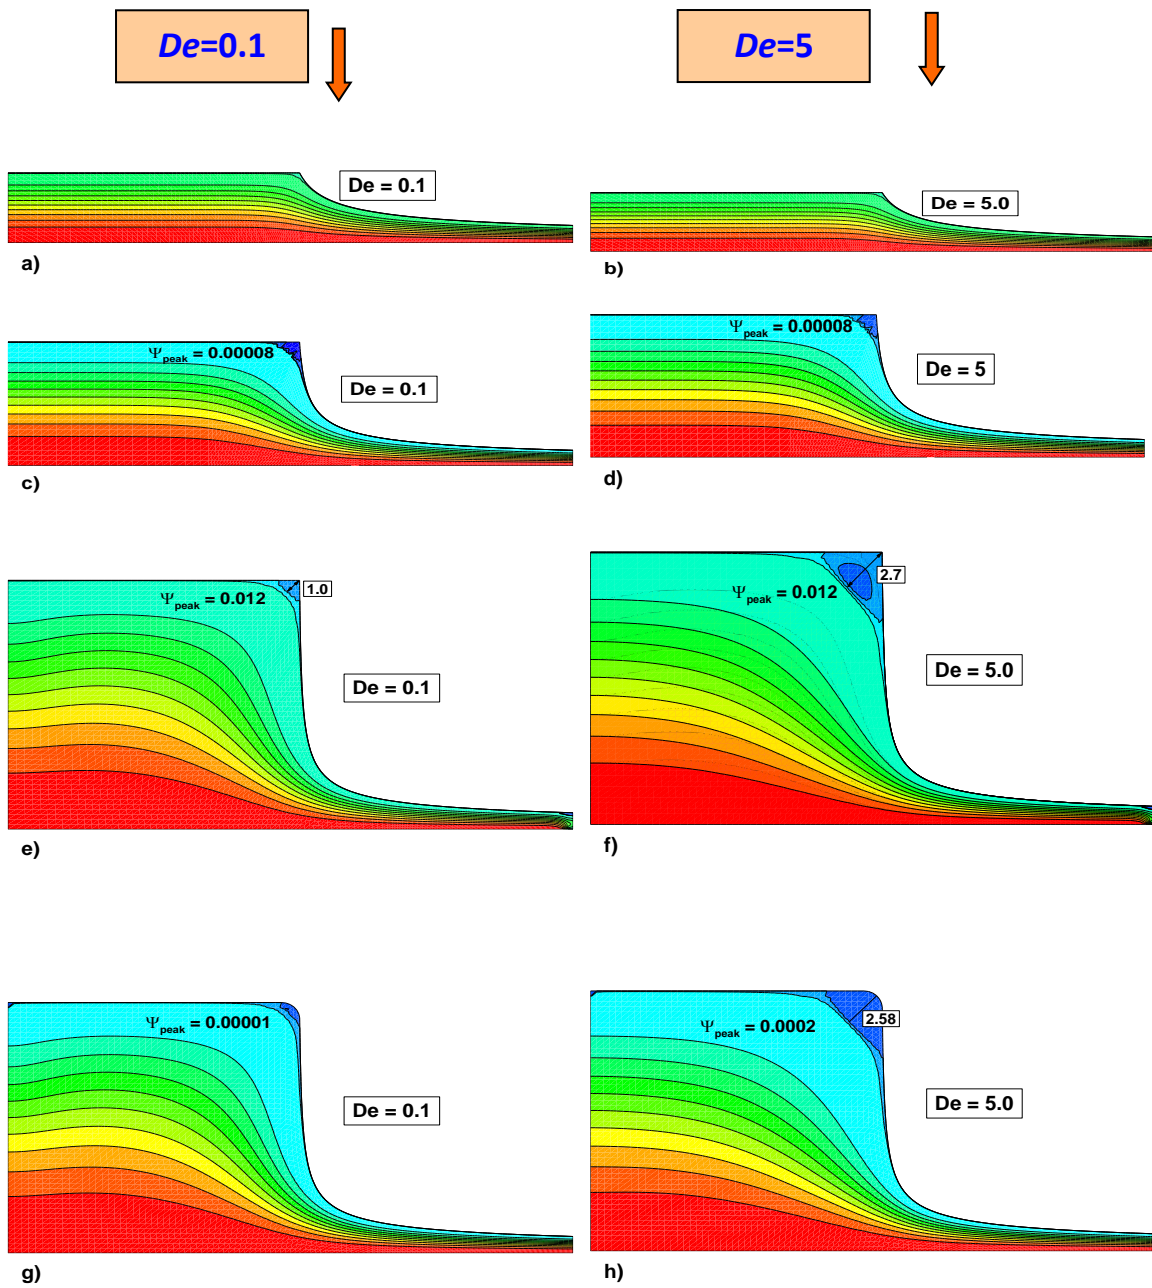 De=0.1
De=5
De = 0.1
De = 5.0
a)
b)
Ψpeak = 0.00008
De = 0.1
Ψpeak = 0.00008
De = 5
c)
d)
1.0
Ψpeak = 0.012
De = 0.1
2.7
Ψpeak = 0.012
De = 5.0
e)
f)
Ψpeak = 0.00001
De = 0.1
2.58
Ψpeak = 0.0002
De = 5.0
g)
h)